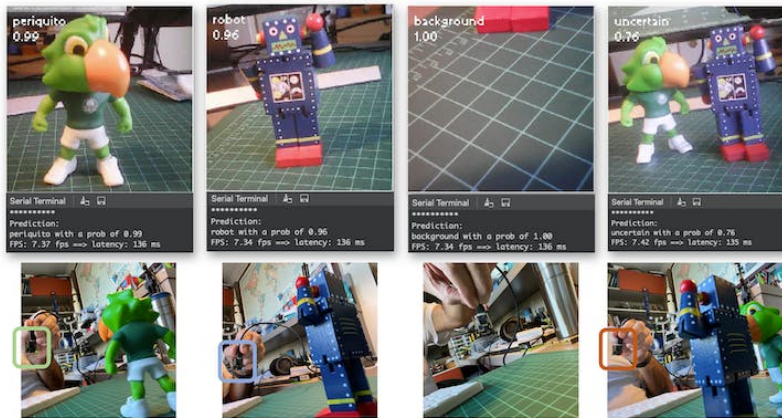 periquito
0.99
robot
0.96
background
1.00
uncertain
0.76
Serial Terminal
**********
Prediction:
periquito with a prob of 0.99
FPS: 7.37 fps ==> latency: 136 ms
Serial Terminal
**********
Prediction:
robot with a prob of 0.96
FPS: 7.34 fps ==> latency: 136 ms
Serial Terminal
**********
Prediction:
background with a prob of 1.00
FPS: 7.34 fps ==> latency: 136 ms
Serial Terminal
**********
Prediction:
uncertain with a prob of 0.76
FPS: 7.42 fps ==> latency: 135 ms